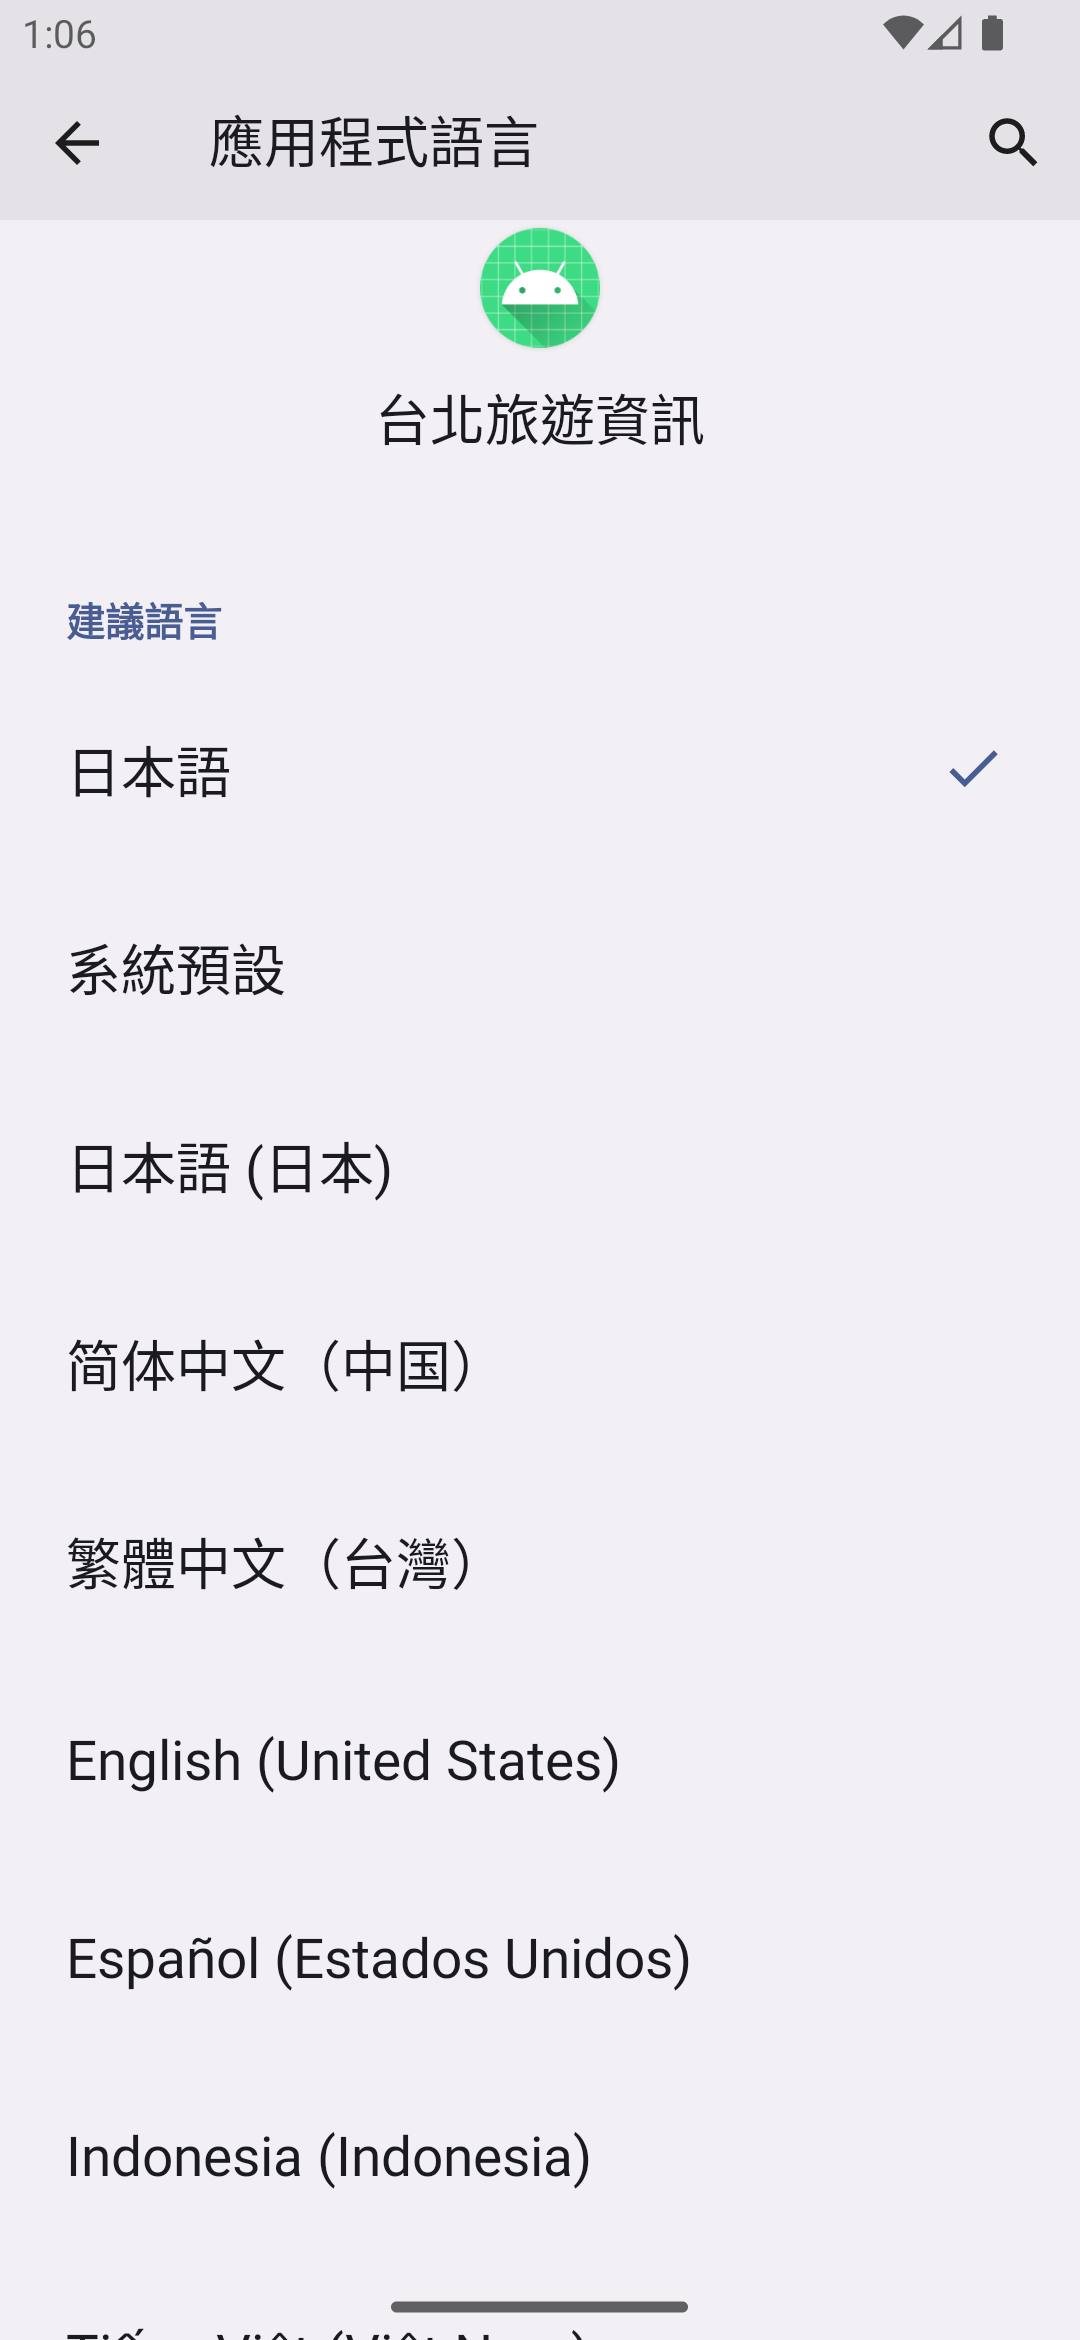 1:06
應用程式語言
台北旅遊資訊
建議語言
日本語
系統預設
日本語 (日本)
简体中文（中国）
繁體中文（台灣）
English (United States)
Español (Estados Unidos)
Indonesia (Indonesia)